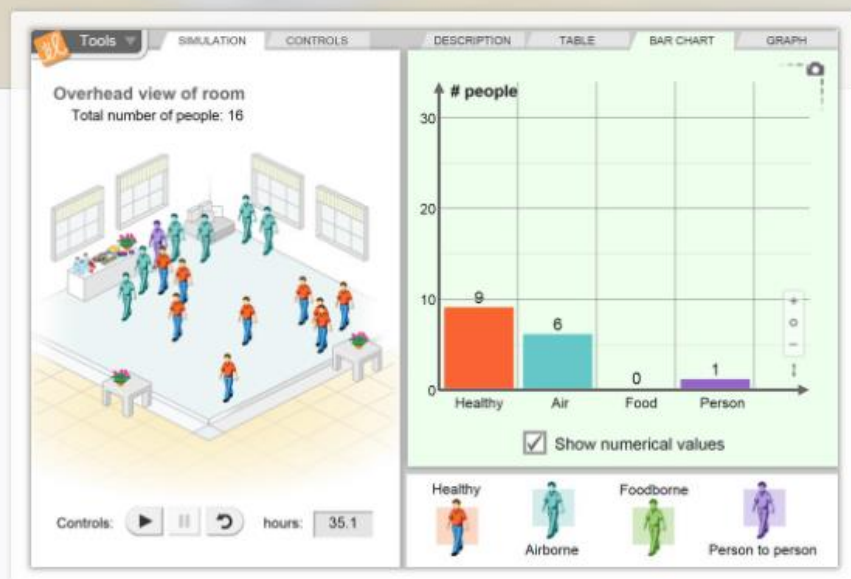 Tools SIMULATION CONTROLS DESCRIPTION TABLE BAR CHART GRAPH
Overhead view of room
Total number of people: 16
Controls: hours: 35.1
# people
30
20
10
0
9
6
0
1
Healthy Air Food Person
Show numerical values
Healthy
Airborne
Foodborne
Person to person